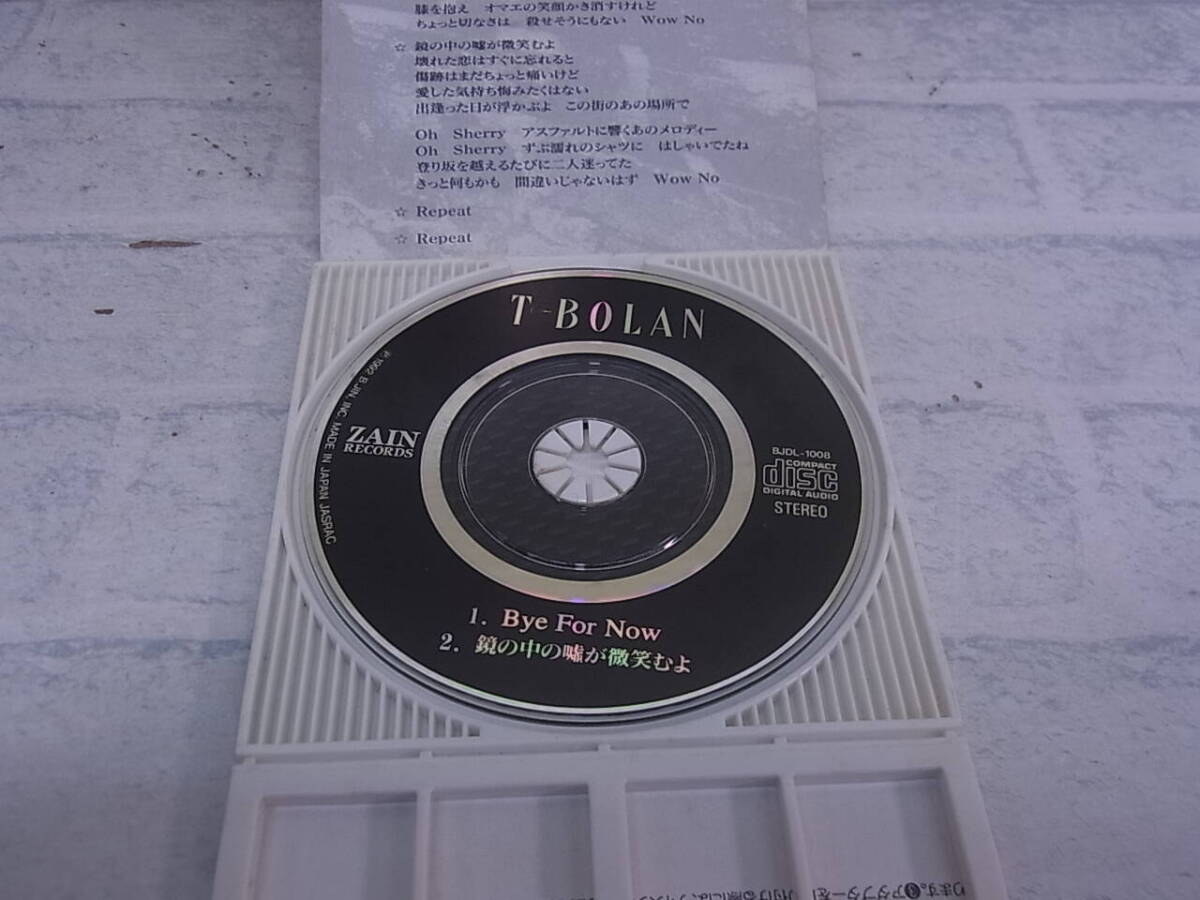 膝を抱え オマエの笑顔かき消すけれど
ちょっと切なさは 殺せそうにもない Wow No
☆ 鏡の中の嘘が微笑むよ
壊れた恋はすぐに忘れると
傷跡はまだちょっと痛いけど
愛した気持ち悔みたくはない
出逢った日が浮かぶよ この街のあの場所で
Oh Sherry アスファルトに響くあのメロディー
Oh Sherry ずぶ濡れのシャツに はしゃいでたね
登り坂を越えるたびに二人迷ってた
きっと何もかも 間違いじゃないはず Wow No
☆ Repeat
☆ Repeat
T-BOLAN
℗ 1992 B-JIN, INC. MADE IN JAPAN JASRAC
ZAIN
RECORDS
BJDL-1008
COMPACT
disc
DIGITAL AUDIO
STEREO
1. Bye For Now
2. 鏡の中の嘘が微笑むよ